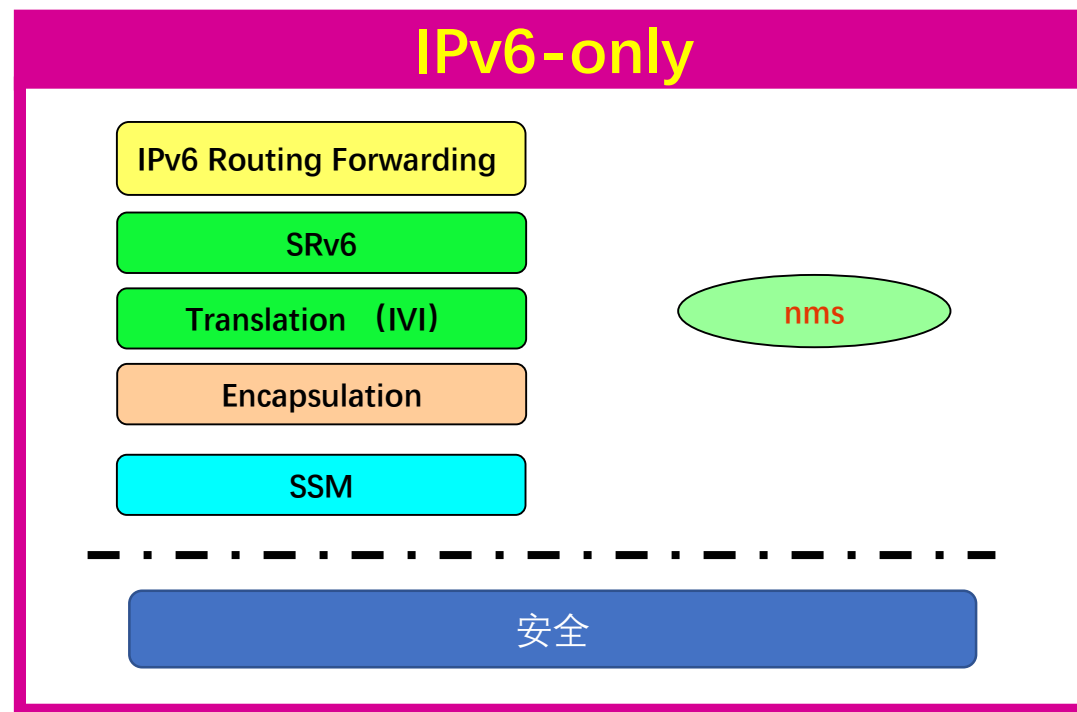 IPv6-only
IPv6 Routing Forwarding
SRv6
Translation （IVI）
nms
Encapsulation
SSM
安全